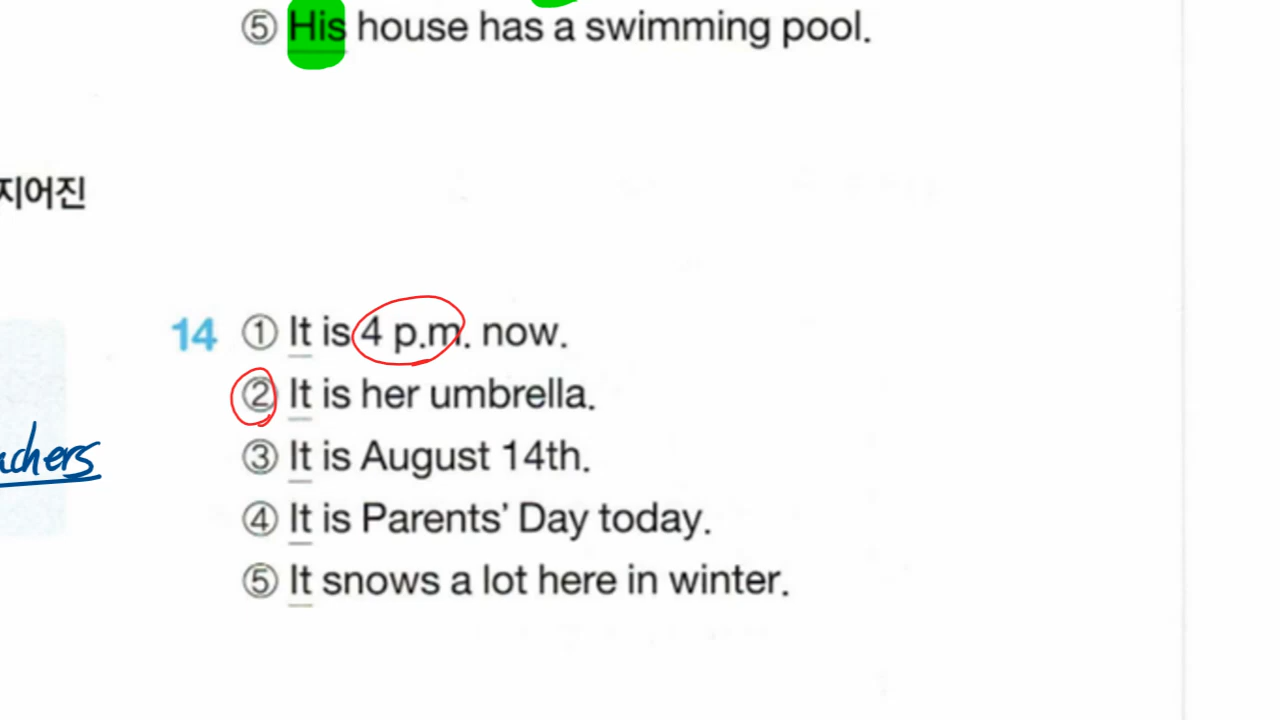 ⑤ His house has a swimming pool.
지어진
14 ① It is 4 p.m. now.
② It is her umbrella.
achers
③ It is August 14th.
④ It is Parents' Day today.
⑤ It snows a lot here in winter.